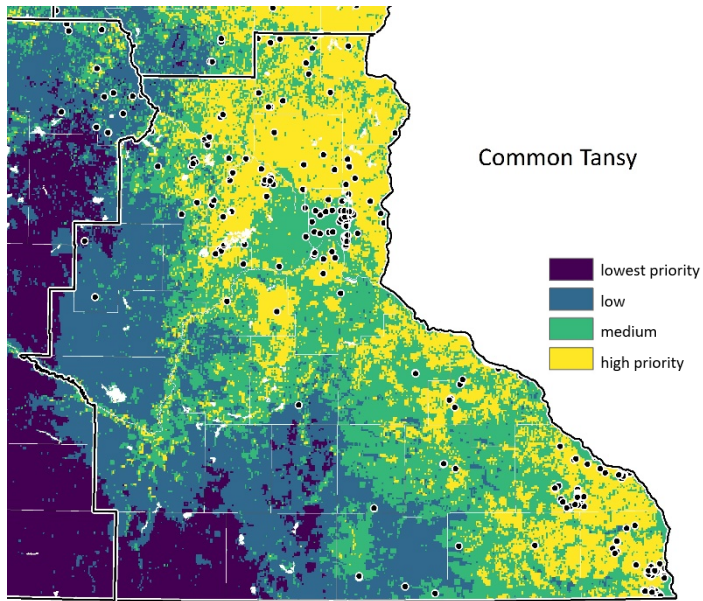 Common Tansy
lowest priority
low
medium
high priority